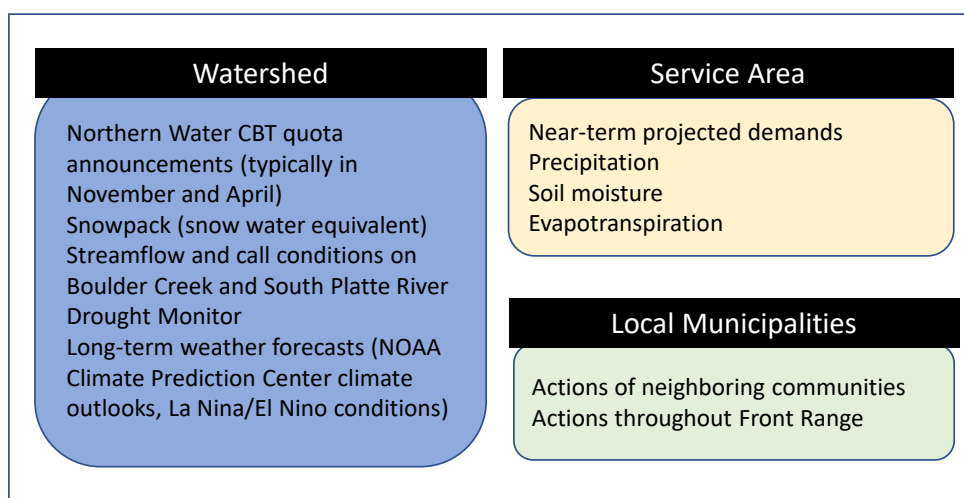 Watershed
Northern Water CBT quota
announcements (typically in
November and April)
Snowpack (snow water equivalent)
Streamflow and call conditions on
Boulder Creek and South Platte River
Drought Monitor
Long-term weather forecasts (NOAA
Climate Prediction Center climate
outlooks, La Nina/El Nino conditions)
Service Area
Near-term projected demands
Precipitation
Soil moisture
Evapotranspiration
Local Municipalities
Actions of neighboring communities
Actions throughout Front Range